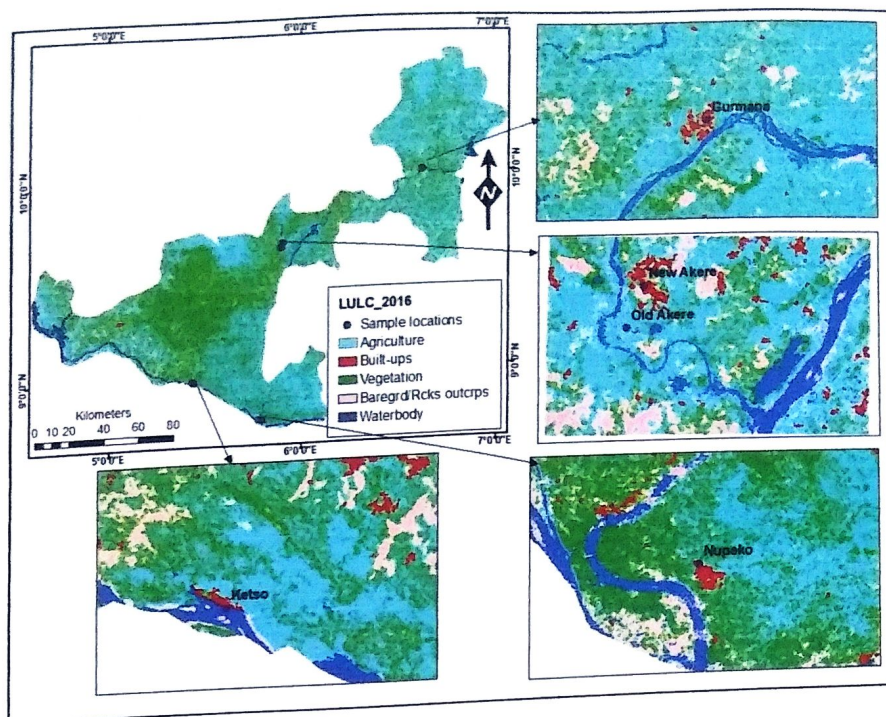 5°0'0"E 6°0'0"E 7°0'0"E
10°0'0"N 10°0'0"N
9°0'0"N 9°0'0"N
N
LULC_2016
Sample locations
Agriculture
Built-ups
Vegetation
Baregrd/Rcks outcrps
Waterbody
Kilometers
0 10 20 40 60 80
5°0'0"E 6°0'0"E 7°0'0"E
Gurmana
New Akere
Old Akere
Ketso
Nupeko